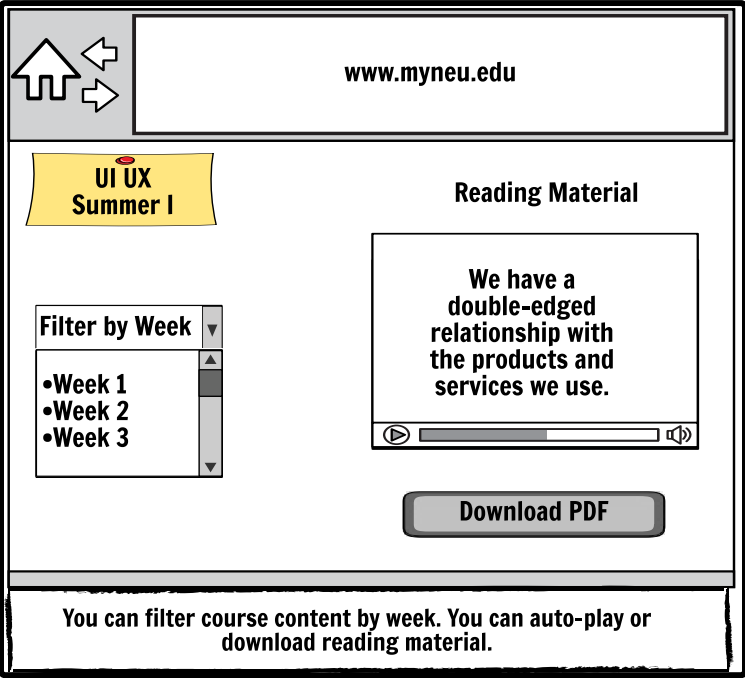 www.myneu.edu
UI UX
Summer I
Reading Material
We have a
double-edged
relationship with
the products and
services we use.
Filter by Week
•Week 1
•Week 2
•Week 3
Download PDF
You can filter course content by week. You can auto-play or
download reading material.